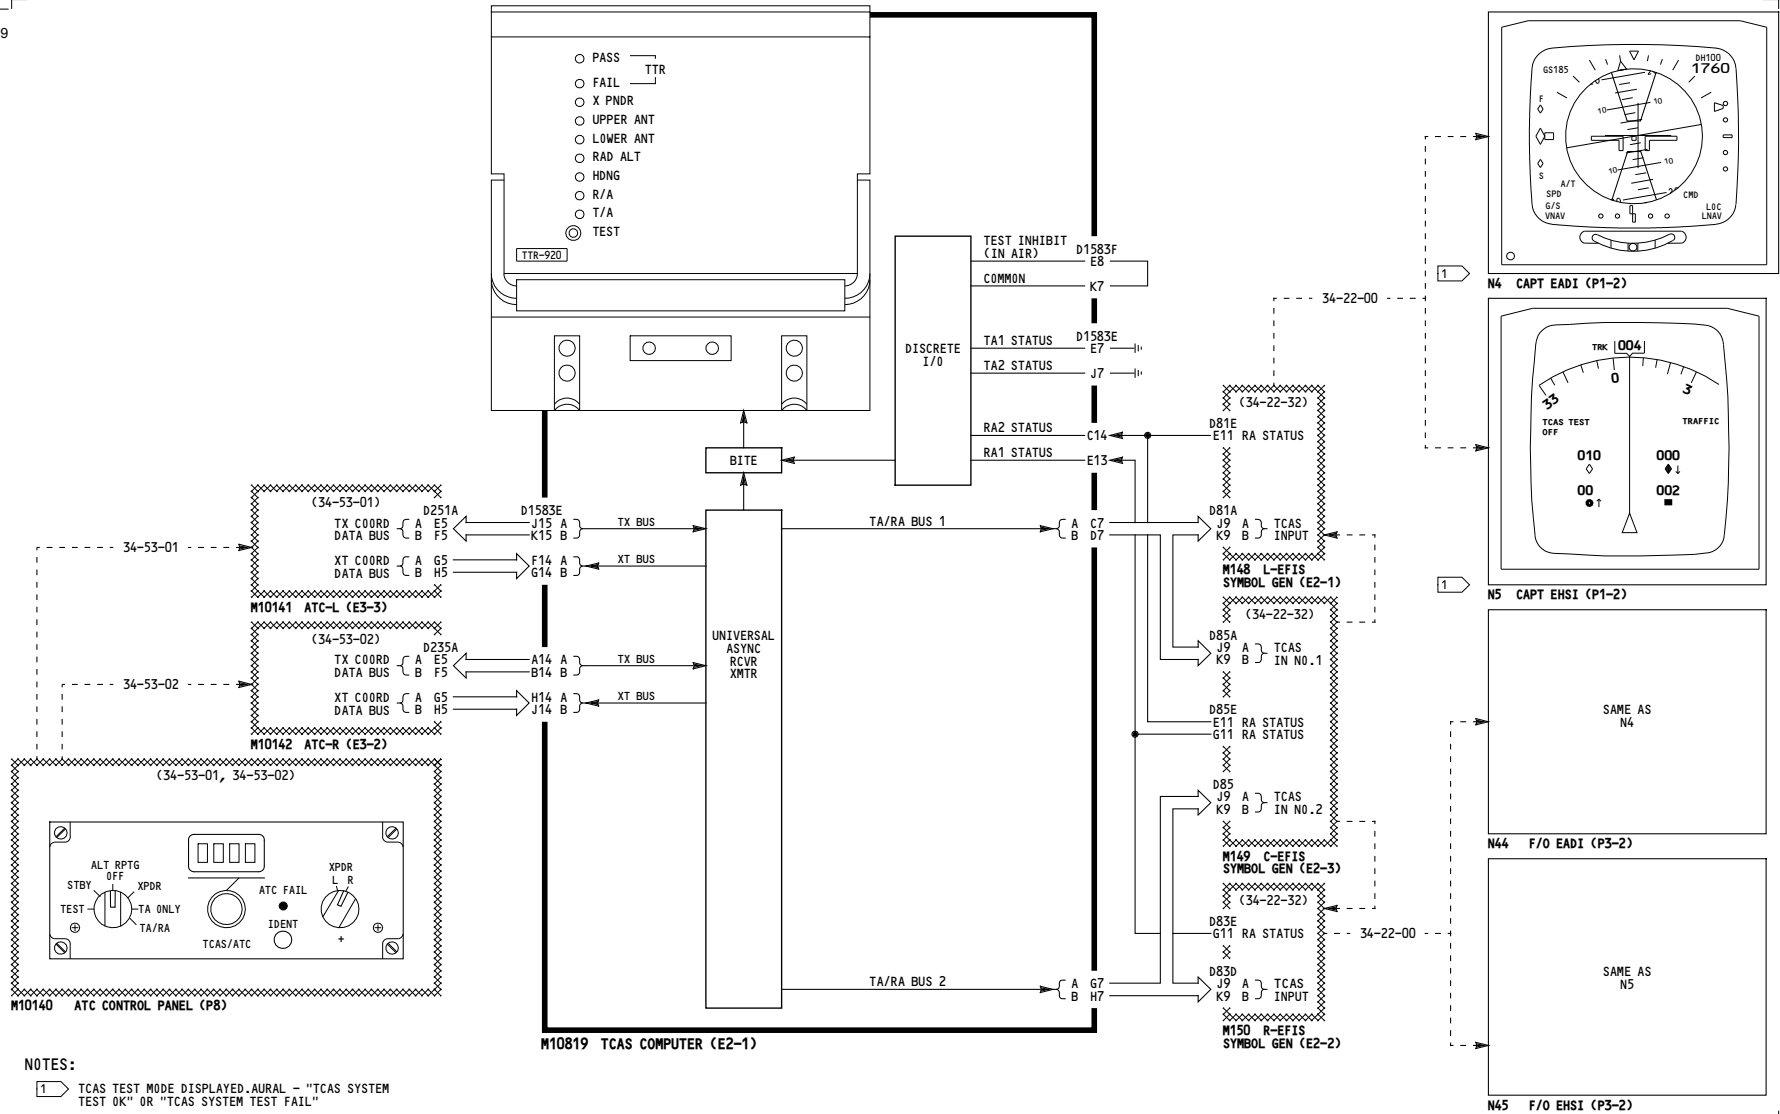 9
PASS
TTR
FAIL
X PNDR
UPPER ANT
LOWER ANT
RAD ALT
HDNG
R/A
T/A
TEST
TTR-920
DISCRETE
I/O
TEST INHIBIT
(IN AIR)
COMMON
D1583F
E8
K7
TA1 STATUS
TA2 STATUS
D1583E
E7
J7
RA2 STATUS
C14
RA1 STATUS
E13
BITE
(34-53-01)
D251A
TX COORD A E5
DATA BUS B F5
XT COORD A G5
DATA BUS B H5
M10141 ATC-L (E3-3)
34-53-01
D1583E
J15 A
K15 B
TX BUS
F14 A
G14 B
XT BUS
(34-53-02)
D235A
TX COORD A E5
DATA BUS B F5
XT COORD A G5
DATA BUS B H5
M10142 ATC-R (E3-2)
34-53-02
A14 A
B14 B
TX BUS
H14 A
J14 B
XT BUS
UNIVERSAL
ASYNC
RCVR
XMTR
TA/RA BUS 1
A C7
B D7
TA/RA BUS 2
A G7
B H7
M10819 TCAS COMPUTER (E2-1)
(34-53-01, 34-53-02)
ALT RPTG
OFF
STBY
XPDR
TEST
TA ONLY
TA/RA
TCAS/ATC
ATC FAIL
IDENT
XPDR
L R
M10140 ATC CONTROL PANEL (P8)
(34-22-32)
D81E
E11 RA STATUS
D81A
J9 A TCAS
K9 B INPUT
M148 L-EFIS
SYMBOL GEN (E2-1)
(34-22-32)
D85A
J9 A TCAS
K9 B IN NO.1
D85E
E11 RA STATUS
G11 RA STATUS
D85
J9 A TCAS
K9 B IN NO.2
M149 C-EFIS
SYMBOL GEN (E2-3)
(34-22-32)
D83E
G11 RA STATUS
D83D
J9 A TCAS
K9 B INPUT
M150 R-EFIS
SYMBOL GEN (E2-2)
34-22-00
34-22-00
GS185
DH100
1760
F
S
10
10
10
10
A/T
SPD
G/S
VNAV
CMD
LOC
LNAV
1
N4 CAPT EADI (P1-2)
TRK 004
33
0
3
TCAS TEST
OFF
TRAFFIC
010
000
00
002
1
N5 CAPT EHSI (P1-2)
SAME AS
N4
N44 F/O EADI (P3-2)
SAME AS
N5
N45 F/O EHSI (P3-2)
NOTES:
1 TCAS TEST MODE DISPLAYED.AURAL - "TCAS SYSTEM
TEST OK" OR "TCAS SYSTEM TEST FAIL"